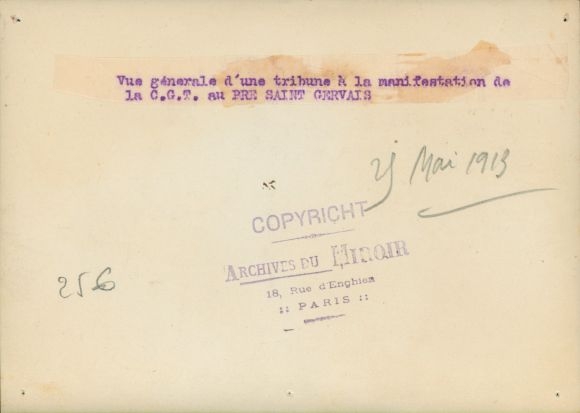 Vue générale d'une tribune à la manifestation de
la C.G.T. au PRE SAINT GERVAIS
25 Mai 1913
COPYRIGHT
ARCHIVES DU MIROIR
18, Rue d'Enghien
:: PARIS ::
256